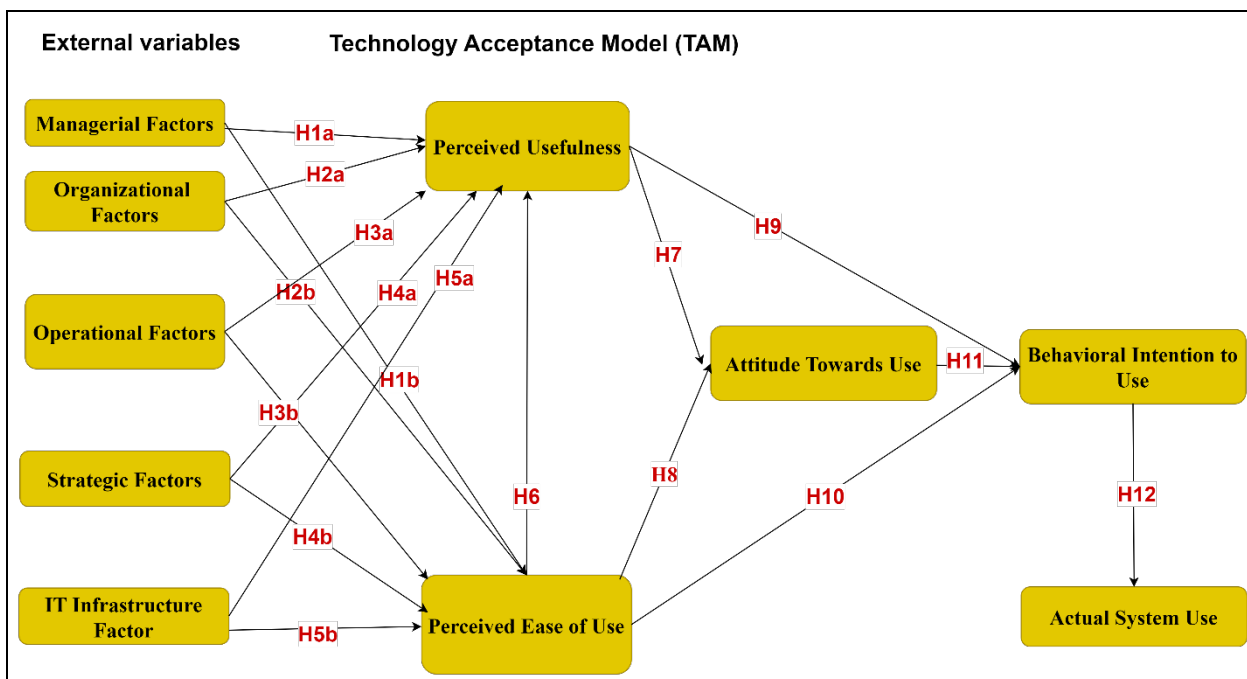 External variables
Technology Acceptance Model (TAM)
Managerial Factors
Organizational
Factors
Operational Factors
Strategic Factors
IT Infrastructure
Factor
H1a
H2a
H3a
H2b
H4a
H5a
H1b
H3b
H4b
H5b
H6
Perceived Usefulness
Perceived Ease of Use
H7
H8
H9
H10
Attitude Towards Use
H11
Behavioral Intention to
Use
H12
Actual System Use